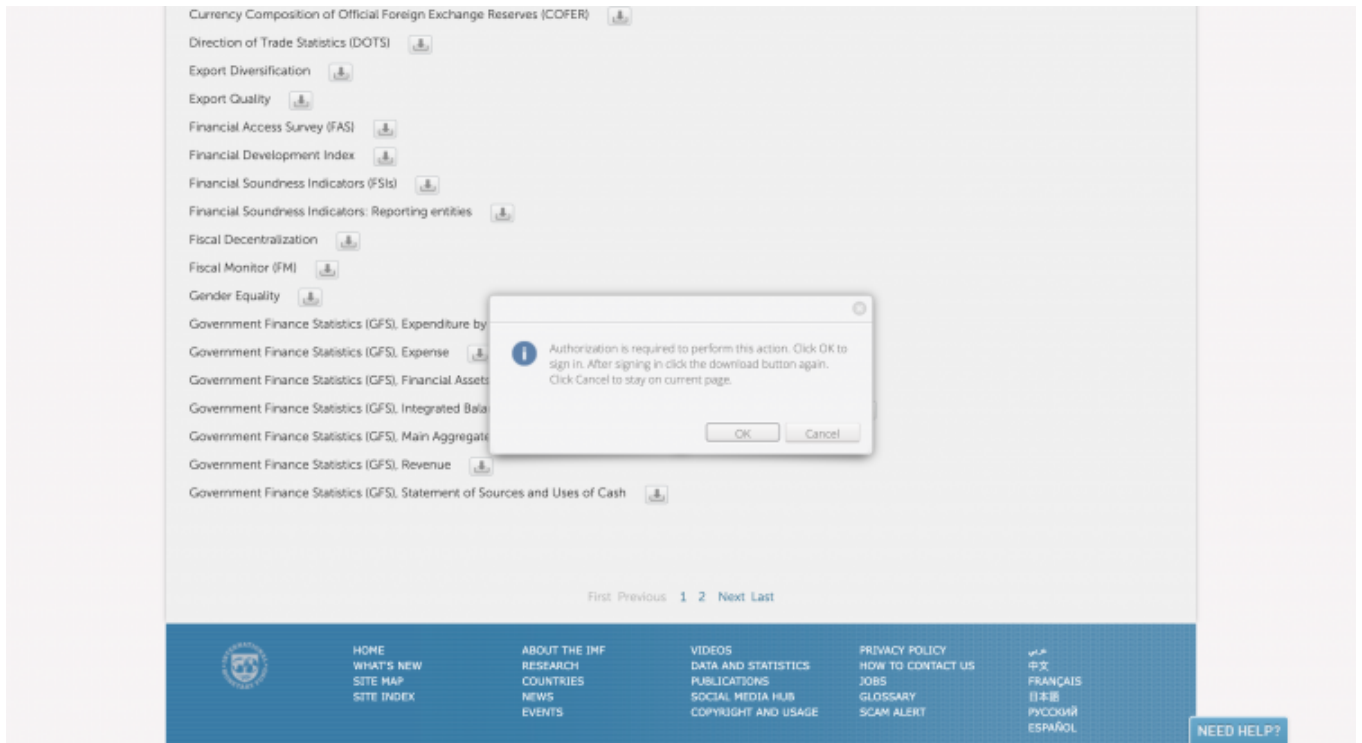 Currency Composition of Official Foreign Exchange Reserves (COFER)
Direction of Trade Statistics (DOTS)
Export Diversification
Export Quality
Financial Access Survey (FAS)
Financial Development Index
Financial Soundness Indicators (FSIs)
Financial Soundness Indicators: Reporting entities
Fiscal Decentralization
Fiscal Monitor (FM)
Gender Equality
Government Finance Statistics (GFS), Expenditure by
Government Finance Statistics (GFS), Expense
Government Finance Statistics (GFS), Financial Assets
Government Finance Statistics (GFS), Integrated Bala
Government Finance Statistics (GFS), Main Aggregate
Government Finance Statistics (GFS), Revenue
Government Finance Statistics (GFS), Statement of Sources and Uses of Cash
Authorization is required to perform this action. Click OK to
sign in. After signing in click the download button again.
Click Cancel to stay on current page.
OK Cancel
First Previous 1 2 Next Last
HOME
WHAT'S NEW
SITE MAP
SITE INDEX
ABOUT THE IMF
RESEARCH
COUNTRIES
NEWS
EVENTS
VIDEOS
DATA AND STATISTICS
PUBLICATIONS
SOCIAL MEDIA HUB
COPYRIGHT AND USAGE
PRIVACY POLICY
HOW TO CONTACT US
JOBS
GLOSSARY
SCAM ALERT
عربي
中文
FRANÇAIS
日本語
РУССКИЙ
ESPAÑOL
NEED HELP?